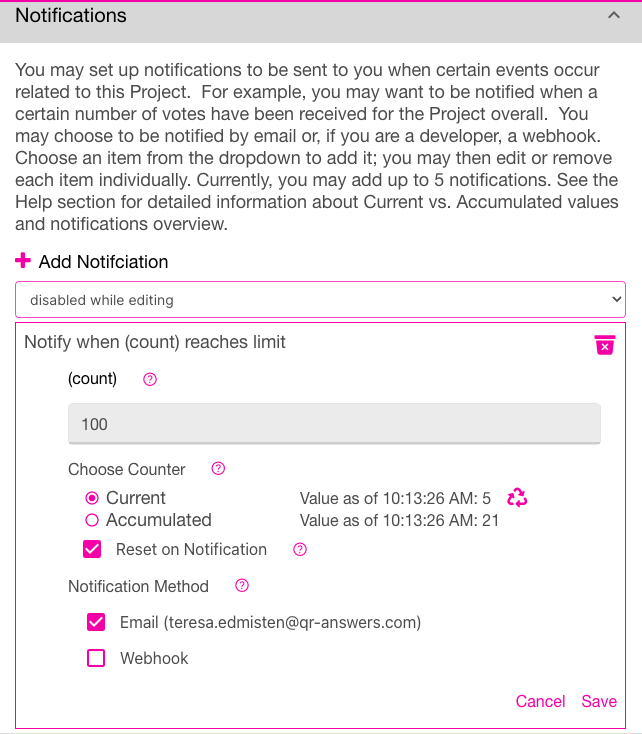 Notifications
You may set up notifications to be sent to you when certain events occur
related to this Project.  For example, you may want to be notified when a
certain number of votes have been received for the Project overall.  You
may choose to be notified by email or, if you are a developer, a webhook.
Choose an item from the dropdown to add it; you may then edit or remove
each item individually. Currently, you may add up to 5 notifications. See the
Help section for detailed information about Current vs. Accumulated values
and notifications overview.
Add Notifciation
disabled while editing
Notify when (count) reaches limit
(count)
100
Choose Counter
Current Value as of 10:13:26 AM: 5
Accumulated Value as of 10:13:26 AM: 21
Reset on Notification
Notification Method
Email (teresa.edmisten@qr-answers.com)
Webhook
Cancel Save